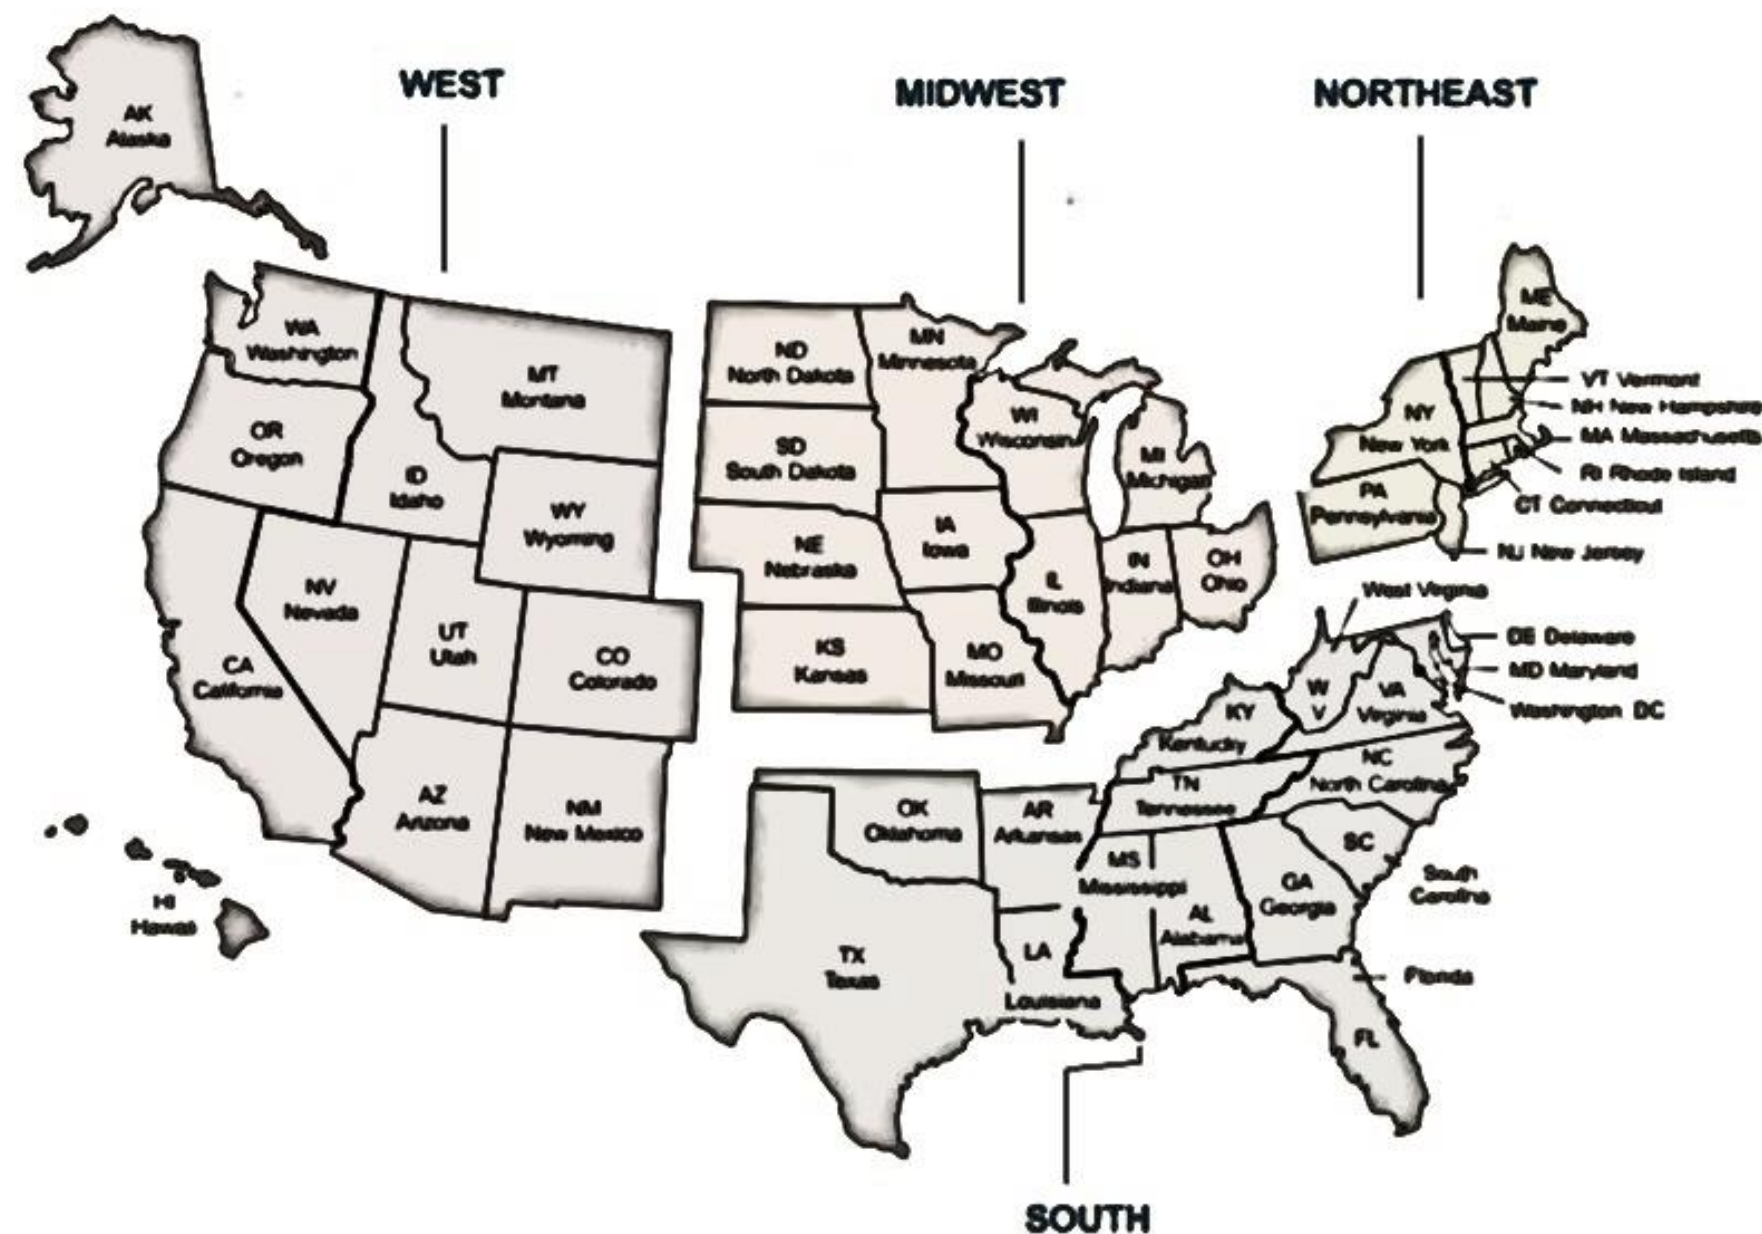 WEST
MIDWEST
NORTHEAST
AK
Alaska
WA
Washington
OR
Oregon
ID
Idaho
MT
Montana
WY
Wyoming
NV
Nevada
UT
Utah
CO
Colorado
CA
California
AZ
Arizona
NM
New Mexico
HI
Hawaii
ND
North Dakota
MN
Minnesota
SD
South Dakota
WI
Wisconsin
MI
Michigan
NE
Nebraska
IA
Iowa
IL
Illinois
IN
Indiana
OH
Ohio
KS
Kansas
MO
Missouri
ME
Maine
VT Vermont
NH New Hampshire
NY
New York
MA Massachusetts
RI Rhode Island
PA
Pennsylvania
CT Connecticut
NJ New Jersey
West Virginia
DE Delaware
MD Maryland
Washington DC
W
V
VA
Virginia
KY
Kentucky
NC
North Carolina
TN
Tennessee
OK
Oklahoma
AR
Arkansas
MS
Mississippi
SC
South
Carolina
GA
Georgia
AL
Alabama
TX
Texas
LA
Louisiana
Florida
FL
SOUTH